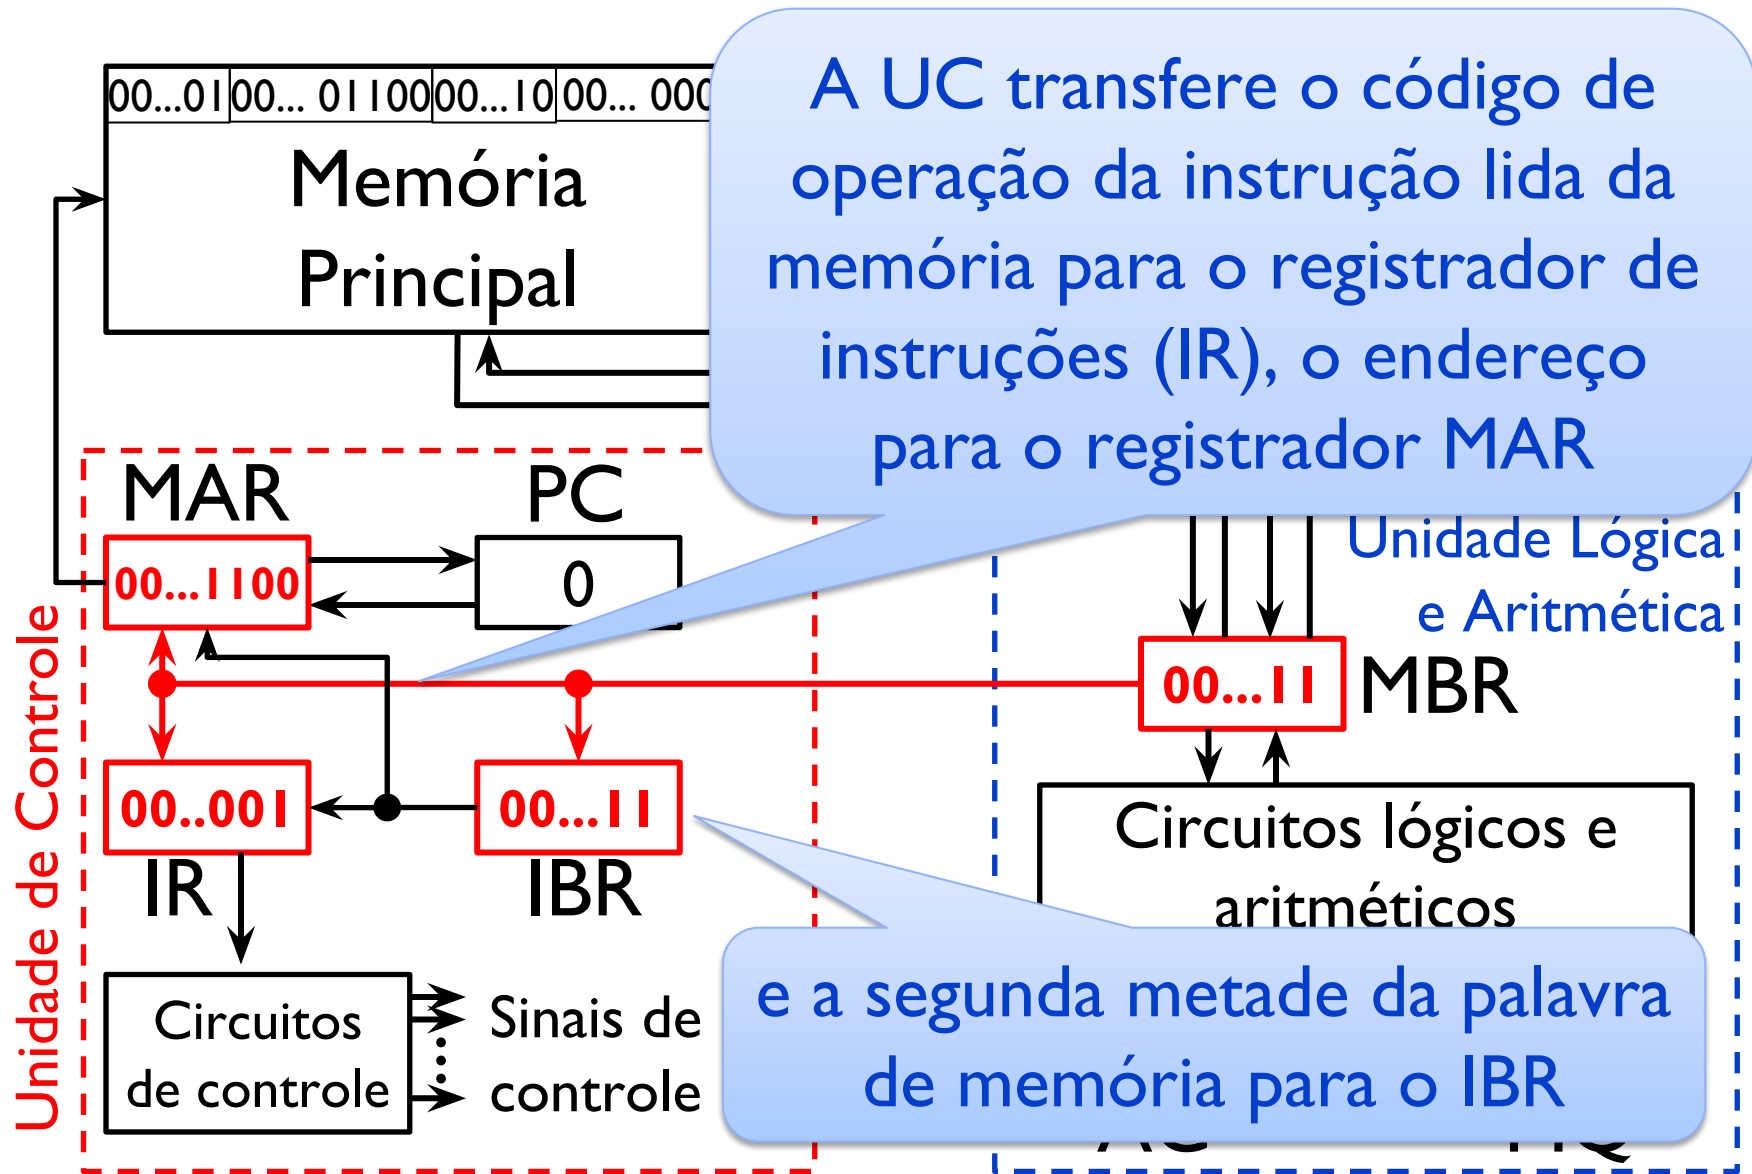 00...01 00... 01100 00...10 00... 000
Memória
Principal
A UC transfere o código de
operação da instrução lida da
memória para o registrador de
instruções (IR), o endereço
para o registrador MAR
Unidade de Controle
MAR
PC
00...1100
0
Unidade Lógica
e Aritmética
00...11
MBR
00..001
00...11
IR
IBR
Circuitos lógicos e
aritméticos
Circuitos
de controle
Sinais de
controle
e a segunda metade da palavra
de memória para o IBR
AC
MQ